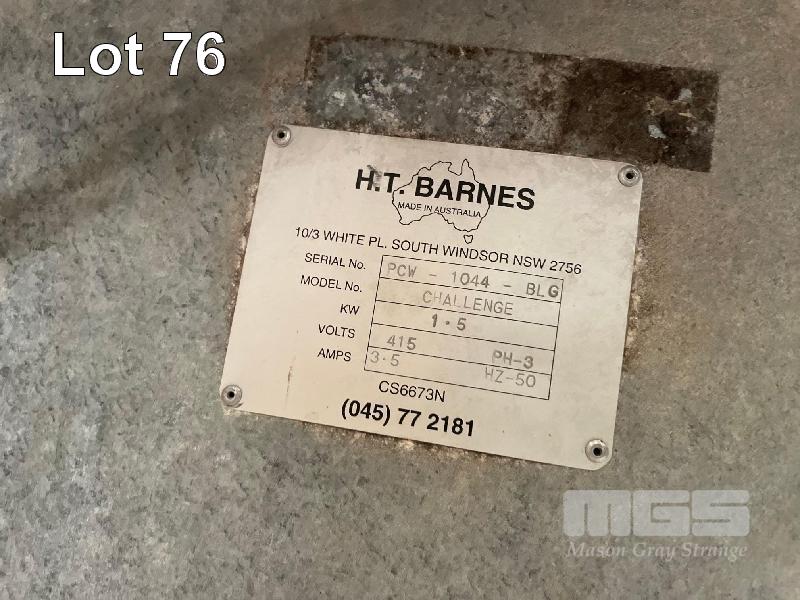 Lot 76
H.T. BARNES
MADE IN AUSTRALIA
10/3 WHITE PL. SOUTH WINDSOR NSW 2756
SERIAL No. PCW - 1044 - BLG
MODEL No. CHALLENGE
KW 1·5
VOLTS 415 PH-3
AMPS 3·5 HZ-50
CS6673N
(045) 77 2181
MGS
Mason Gray Strange